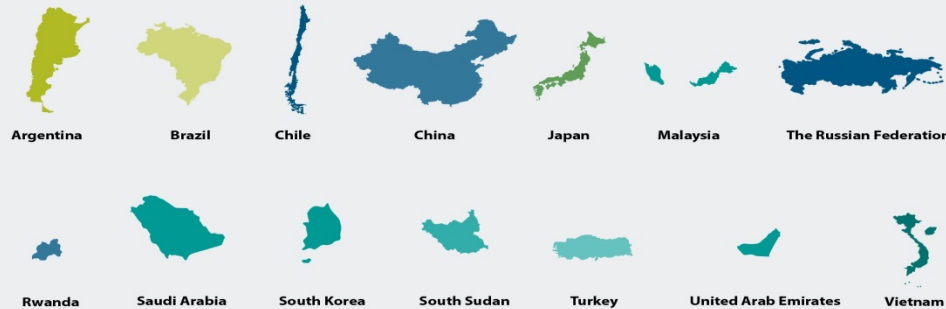 Argentina Brazil Chile China Japan Malaysia The Russian Federation
Rwanda Saudi Arabia South Korea South Sudan Turkey United Arab Emirates Vietnam